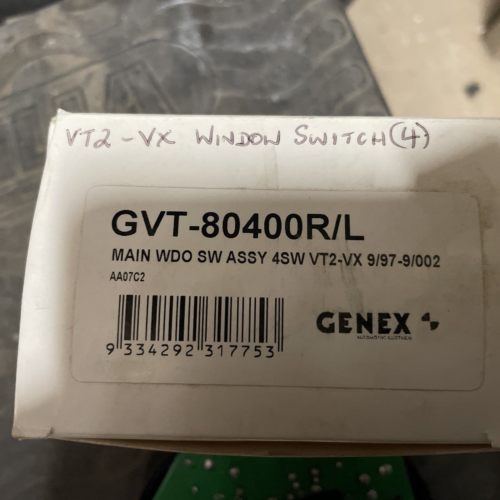 VT2 - VX WINDOW SWITCH (4)
GVT-80400R/L
MAIN WDO SW ASSY 4SW VT2-VX 9/97-9/002
AA07C2
GENEX
9 334292 317753